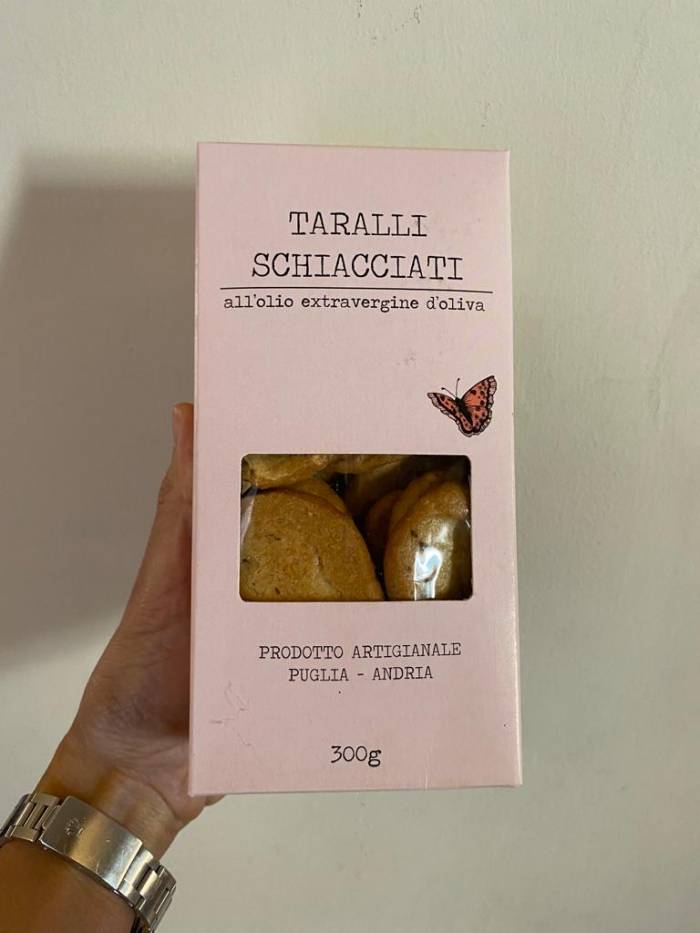 TARALLI
SCHIACCIATI
all'olio extravergine d'oliva
PRODOTTO ARTIGIANALE
PUGLIA - ANDRIA
300g